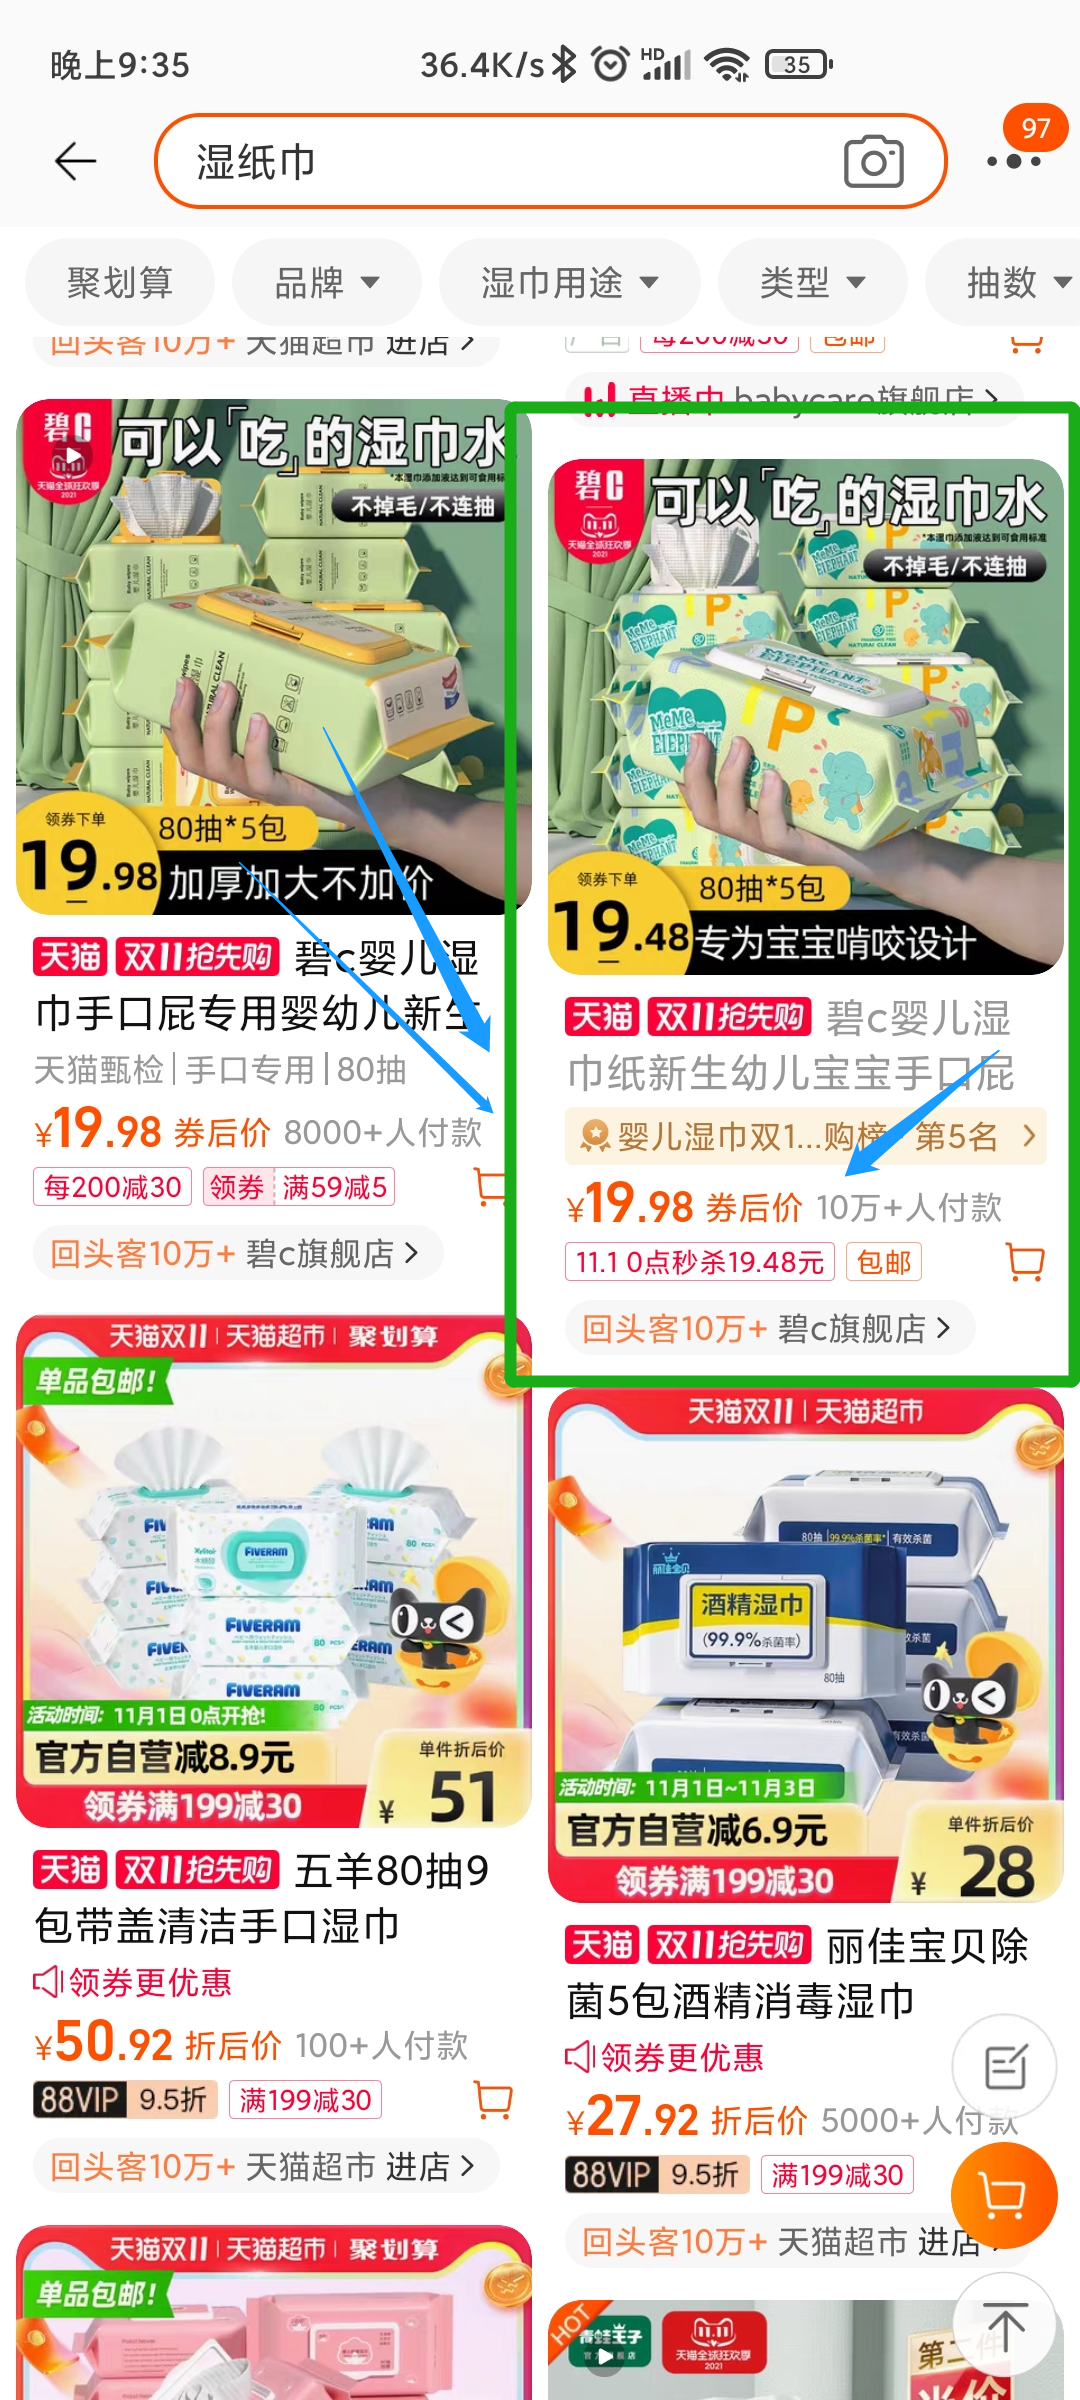 晚上9:35
36.4K/s
HD
35
湿纸巾
97
聚划算
品牌
湿巾用途
类型
抽数
回头客10万+ 天猫超市 进店 >
广告
每200减30
包邮
直播中 babycare旗舰店 >
碧C
天猫全球狂欢季
2021
可以「吃」的湿巾水
*本湿巾添加液达到可食用标
不掉毛/不连抽
NATURAL CLEAN
领券下单
19.98
80抽*5包
加厚加大不加价
天猫 双11抢先购 碧c婴儿湿
巾手口屁专用婴幼儿新生
天猫甄检|手口专用|80抽
¥19.98 券后价 8000+人付款
每200减30 领券 满59减5
回头客10万+ 碧c旗舰店 >
碧C
天猫全球狂欢季
2021
可以「吃」的湿巾水
*本湿巾添加液达到可食用标准
不掉毛/不连抽
MeMe
ELEPHANT
P
NATURAL CLEAN
领券下单
19.48
80抽*5包
专为宝宝啃咬设计
天猫 双11抢先购 碧c婴儿湿
巾纸新生幼儿宝宝手口屁
婴儿湿巾双1...购榜· 第5名 >
¥19.98 券后价 10万+人付款
11.1 0点秒杀19.48元 包邮
回头客10万+ 碧c旗舰店 >
天猫双11|天猫超市|聚划算
单品包邮!
Xylitol
木糖醇
FIVERAM
80 PCS
活动时间: 11月1日 0点开抢!
官方自营减8.9元
领券满199减30
单件折后价
¥ 51
天猫 双11抢先购 五羊80抽9
包带盖清洁手口湿巾
领券更优惠
¥50.92 折后价 100+人付款
88VIP 9.5折 满199减30
回头客10万+ 天猫超市 进店 >
天猫双11|天猫超市
80抽 99.9%杀菌率* 有效杀菌
丽佳宝贝
酒精湿巾
(99.9%杀菌率)
80抽
有效杀菌
活动时间: 11月1日~11月3日
官方自营减6.9元
领券满199减30
单件折后价
¥ 28
天猫 双11抢先购 丽佳宝贝除
菌5包酒精消毒湿巾
领券更优惠
¥27.92 折后价 5000+人付款
88VIP 9.5折 满199减30
回头客10万+ 天猫超市 进店
天猫双11|天猫超市|聚划算
单品包邮!
HOT
青蛙王子
天猫全球狂欢季
2021
第二件
半价